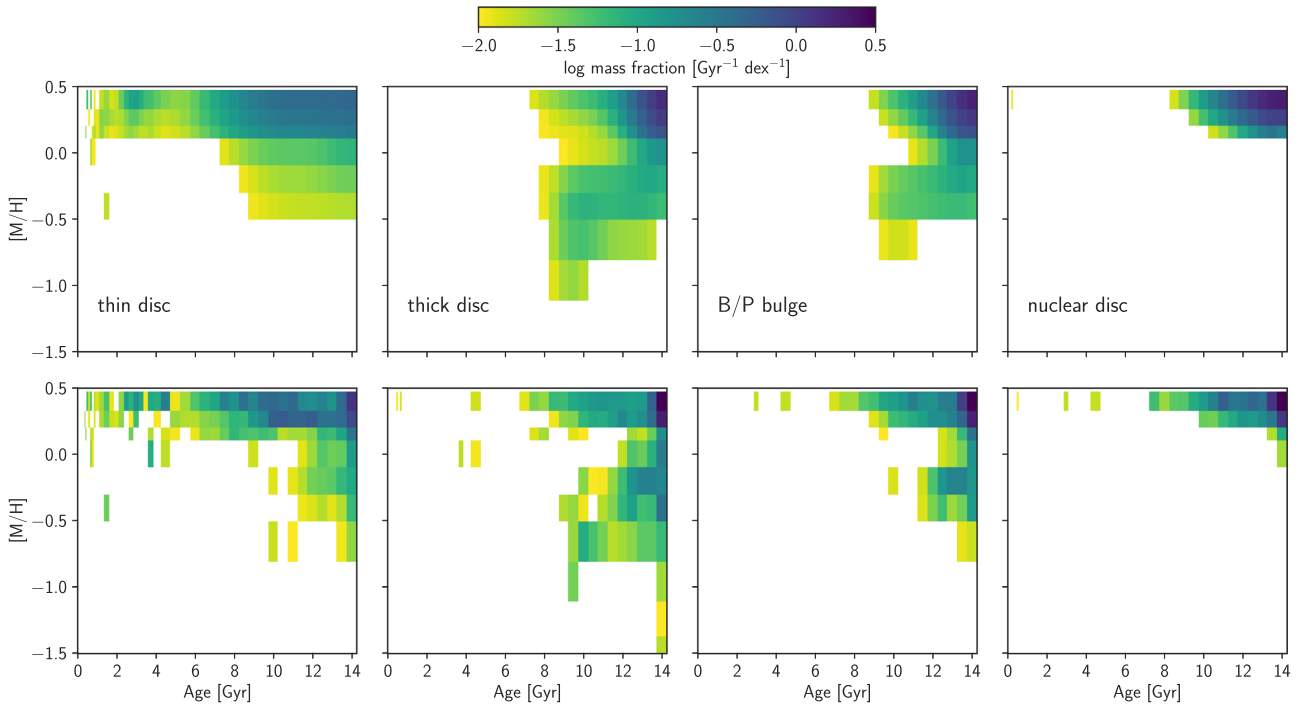 −2.0 −1.5 −1.0 −0.5 0.0 0.5
log mass fraction [Gyr⁻¹ dex⁻¹]
0.5
0.0
−0.5
−1.0
−1.5
[M/H]
thin disc
thick disc
B/P bulge
nuclear disc
0.5
0.0
−0.5
−1.0
−1.5
[M/H]
0 2 4 6 8 10 12 14
0 2 4 6 8 10 12 14
0 2 4 6 8 10 12 14
0 2 4 6 8 10 12 14
Age [Gyr]
Age [Gyr]
Age [Gyr]
Age [Gyr]